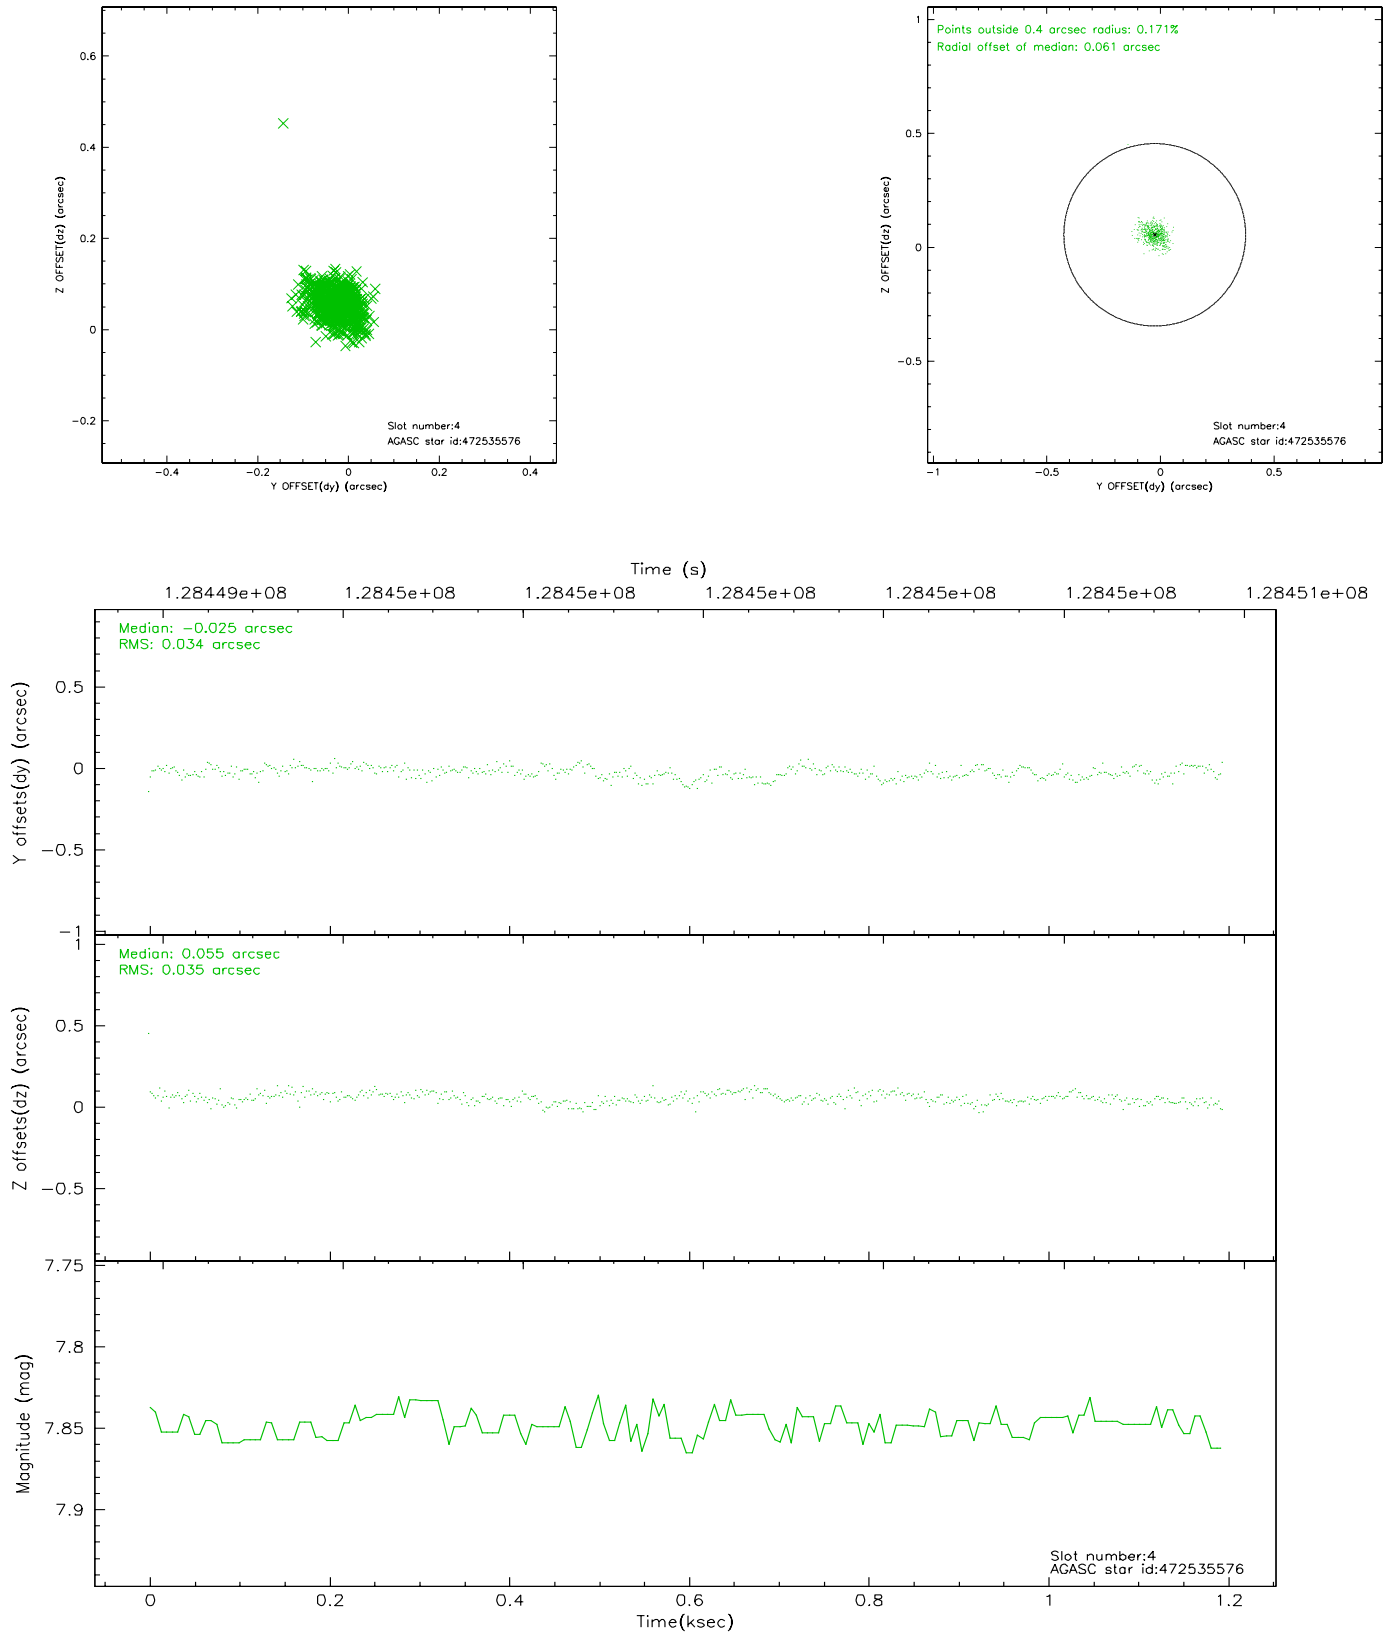 0.6
0.4
0.2
0
−0.2
Z OFFSET(dz) (arcsec)
Slot number:4
AGASC star id:472535576
−0.4 −0.2 0 0.2 0.4
Y OFFSET(dy) (arcsec)
Points outside 0.4 arcsec radius: 0.171%
Radial offset of median: 0.061 arcsec
1
0.5
0
−0.5
Z OFFSET(dz) (arcsec)
Slot number:4
AGASC star id:472535576
−1 −0.5 0 0.5
Y OFFSET(dy) (arcsec)
Time (s)
1.28449e+08 1.2845e+08 1.2845e+08 1.2845e+08 1.2845e+08 1.2845e+08 1.28451e+08
Median: −0.025 arcsec
RMS: 0.034 arcsec
0.5
0
−0.5
−1
Y offsets(dy) (arcsec)
Median: 0.055 arcsec
RMS: 0.035 arcsec
1
0.5
0
−0.5
Z offsets(dz) (arcsec)
7.75
7.8
7.85
7.9
Magnitude (mag)
Slot number:4
AGASC star id:472535576
0 0.2 0.4 0.6 0.8 1 1.2
Time(ksec)